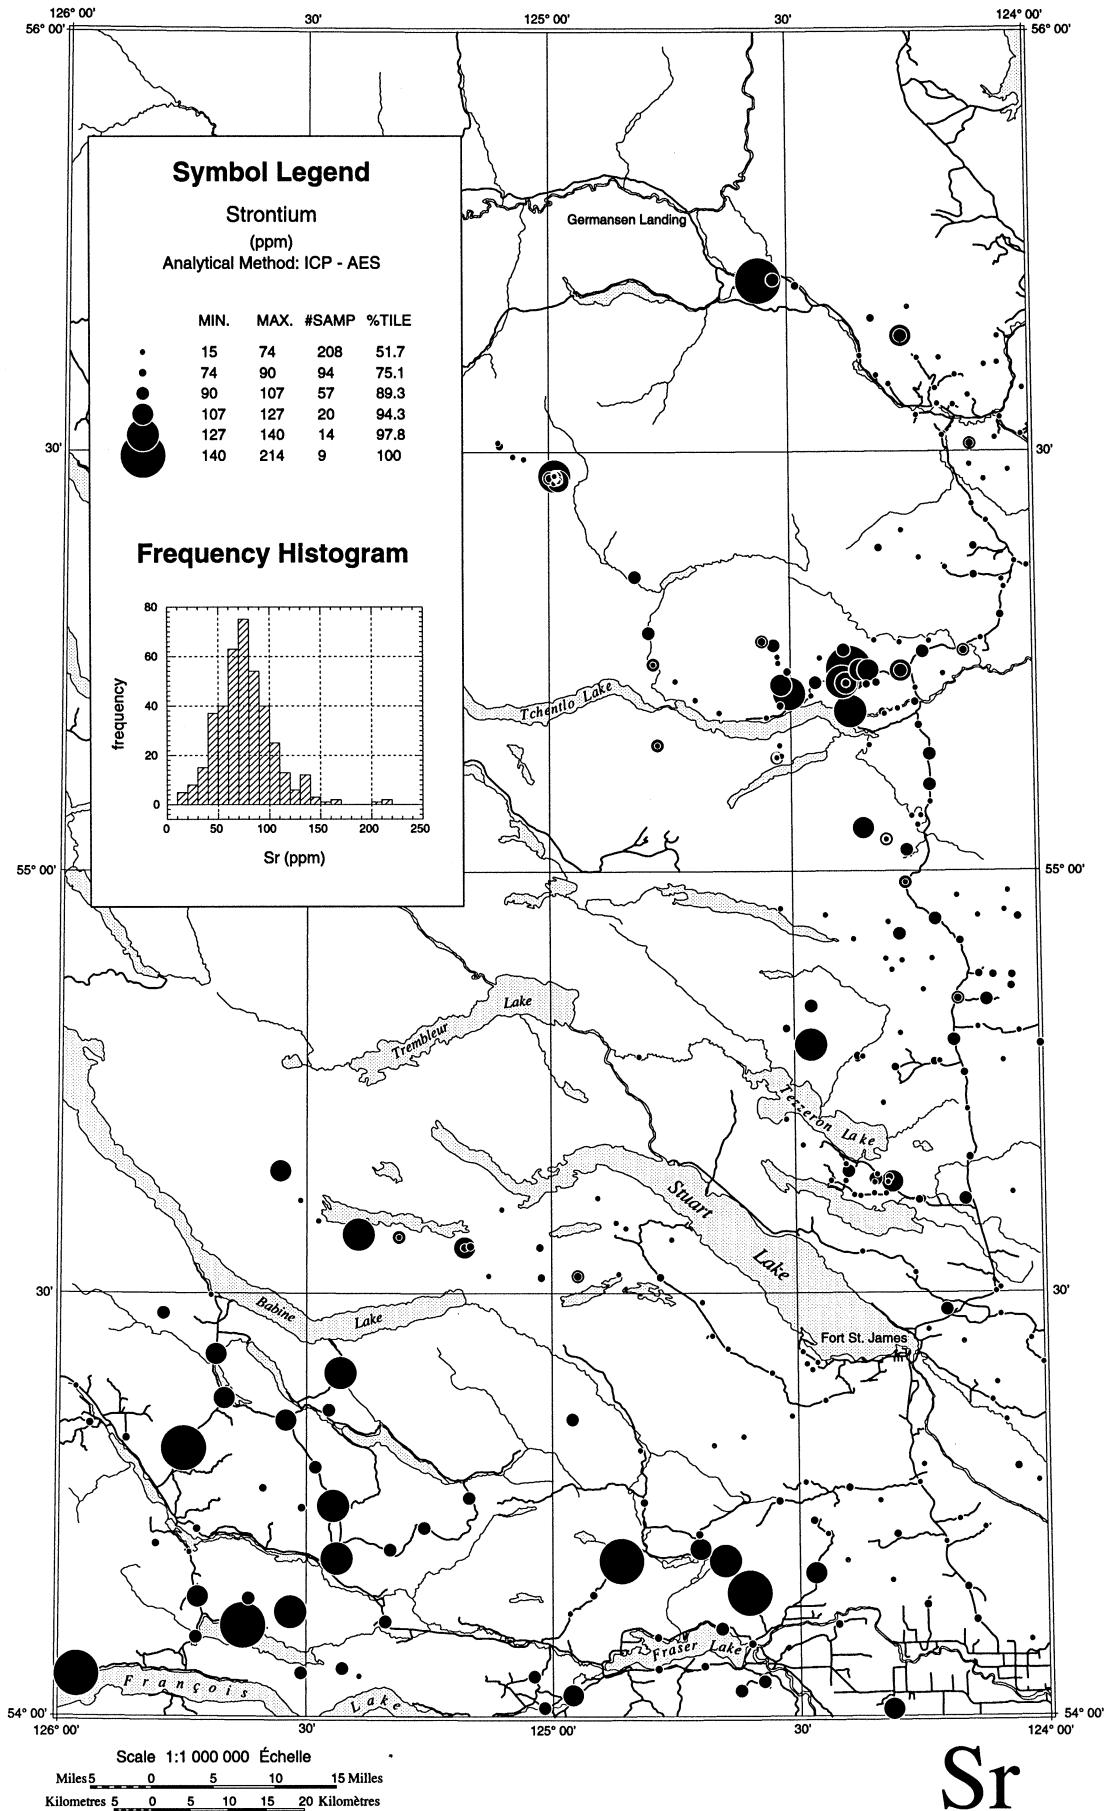 126° 00' 30' 125° 00' 30' 124° 00'
56° 00' 56° 00'
Symbol Legend
Strontium
(ppm)
Analytical Method: ICP - AES
MIN. MAX. #SAMP %TILE
15 74 208 51.7
74 90 94 75.1
90 107 57 89.3
107 127 20 94.3
127 140 14 97.8
140 214 9 100
Germansen Landing
30' 30'
Frequency Histogram
80
60
40
20
0
frequency
0 50 100 150 200 250
Sr (ppm)
Tchentlo Lake
55° 00' 55° 00'
Trembleur Lake
Tezzeron Lake
Stuart Lake
30' 30'
Babine Lake
Fort St. James
Fraser Lake
François Lake
54° 00' 54° 00'
126° 00' 30' 125° 00' 30' 124° 00'
Scale 1:1 000 000 Échelle
Miles 5 0 5 10 15 Milles
Kilometres 5 0 5 10 15 20 Kilomètres
Sr